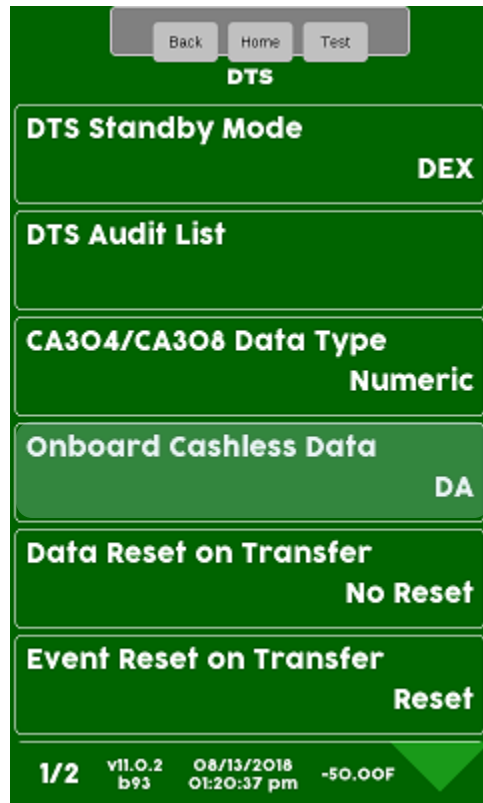 Back Home Test
DTS
DTS Standby Mode
DEX
DTS Audit List
CA304/CA308 Data Type
Numeric
Onboard Cashless Data
DA
Data Reset on Transfer
No Reset
Event Reset on Transfer
Reset
1/2 v11.0.2 08/13/2018 -50.00F
b93 01:20:37 pm